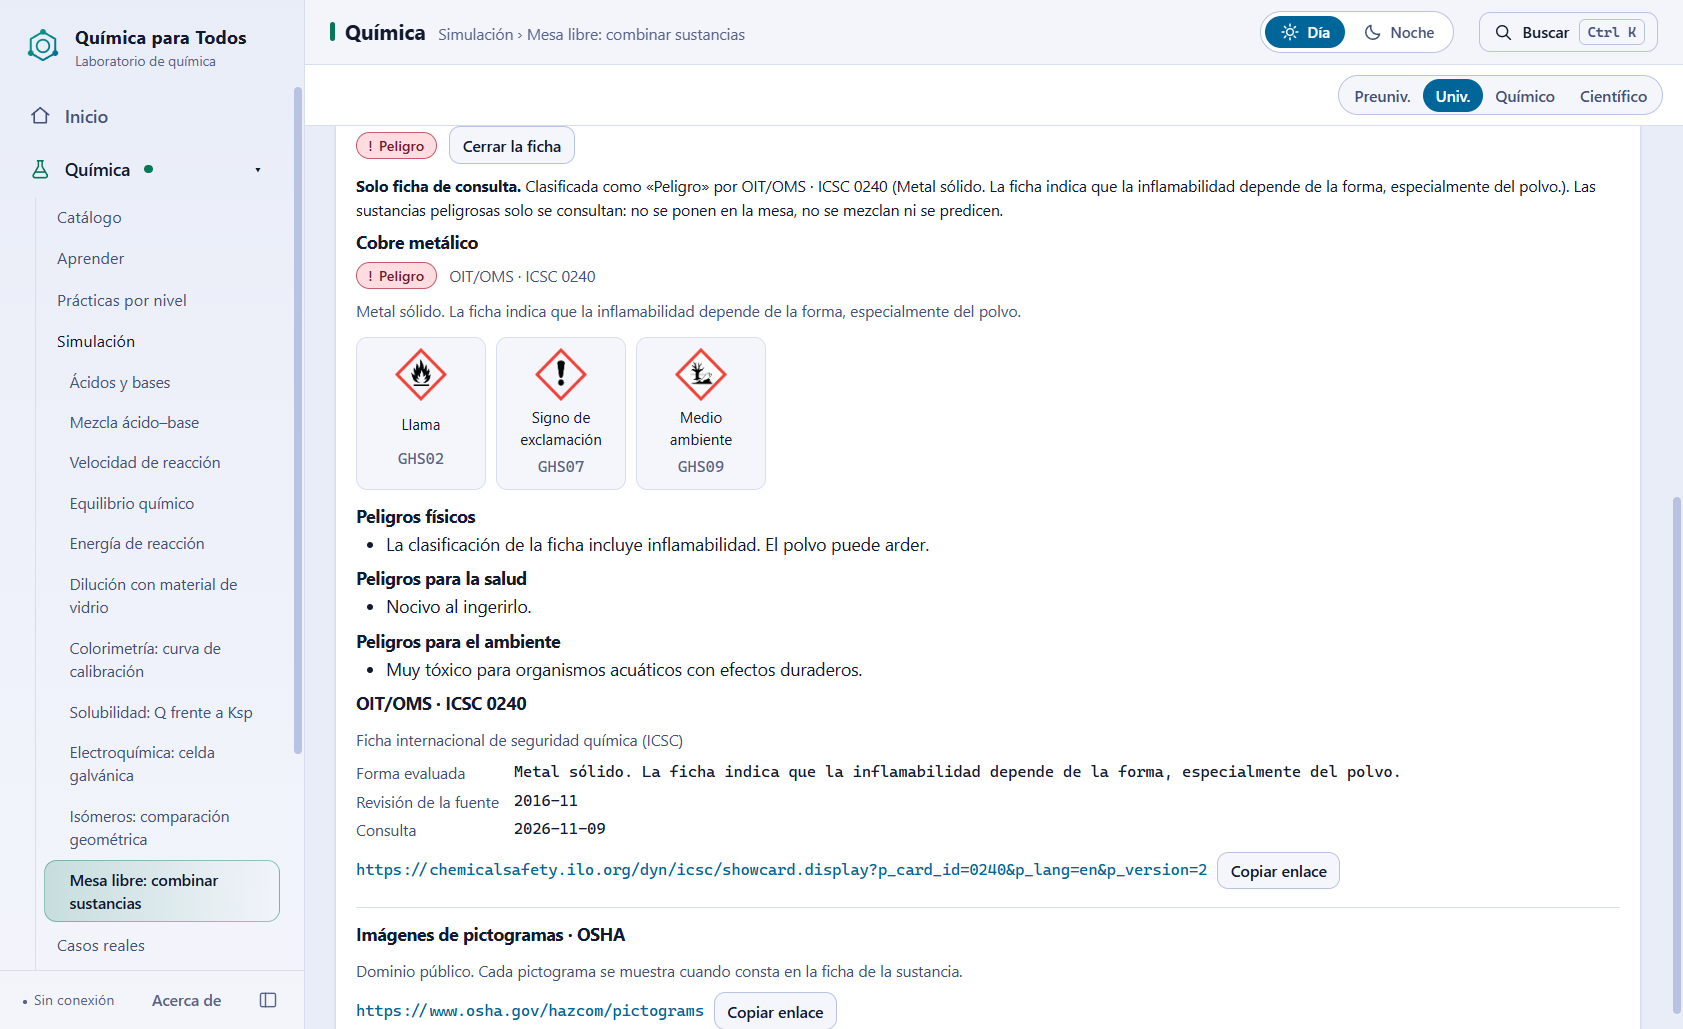 Química para Todos
Laboratorio de química
Inicio
Química
Catálogo
Aprender
Prácticas por nivel
Simulación
Ácidos y bases
Mezcla ácido–base
Velocidad de reacción
Equilibrio químico
Energía de reacción
Dilución con material de
vidrio
Colorimetría: curva de
calibración
Solubilidad: Q frente a Ksp
Electroquímica: celda
galvánica
Isómeros: comparación
geométrica
Mesa libre: combinar
sustancias
Casos reales
Sin conexión
Acerca de
Química Simulación › Mesa libre: combinar sustancias
Día Noche
Buscar Ctrl K
Preuniv. Univ. Químico Científico
! Peligro Cerrar la ficha
Solo ficha de consulta. Clasificada como «Peligro» por OIT/OMS · ICSC 0240 (Metal sólido. La ficha indica que la inflamabilidad depende de la forma, especialmente del polvo.). Las
sustancias peligrosas solo se consultan: no se ponen en la mesa, no se mezclan ni se predicen.
Cobre metálico
! Peligro OIT/OMS · ICSC 0240
Metal sólido. La ficha indica que la inflamabilidad depende de la forma, especialmente del polvo.
Llama
GHS02
Signo de
exclamación
GHS07
Medio
ambiente
GHS09
Peligros físicos
• La clasificación de la ficha incluye inflamabilidad. El polvo puede arder.
Peligros para la salud
• Nocivo al ingerirlo.
Peligros para el ambiente
• Muy tóxico para organismos acuáticos con efectos duraderos.
OIT/OMS · ICSC 0240
Ficha internacional de seguridad química (ICSC)
Forma evaluada Metal sólido. La ficha indica que la inflamabilidad depende de la forma, especialmente del polvo.
Revisión de la fuente 2016-11
Consulta 2026-11-09
https://chemicalsafety.ilo.org/dyn/icsc/showcard.display?p_card_id=0240&p_lang=en&p_version=2 Copiar enlace
Imágenes de pictogramas · OSHA
Dominio público. Cada pictograma se muestra cuando consta en la ficha de la sustancia.
https://www.osha.gov/hazcom/pictograms Copiar enlace